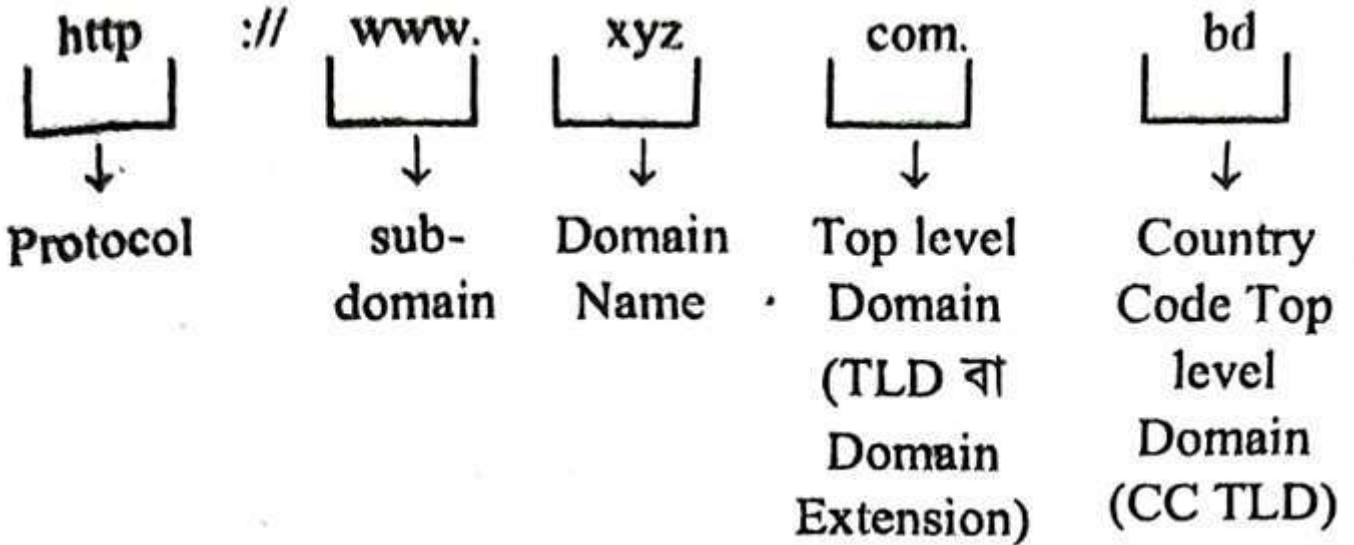 http :// www. xyz com. bd
Protocol sub- Domain Top level Country
domain Name Domain Code Top
(TLD বা level
Domain Domain
Extension) (CC TLD)